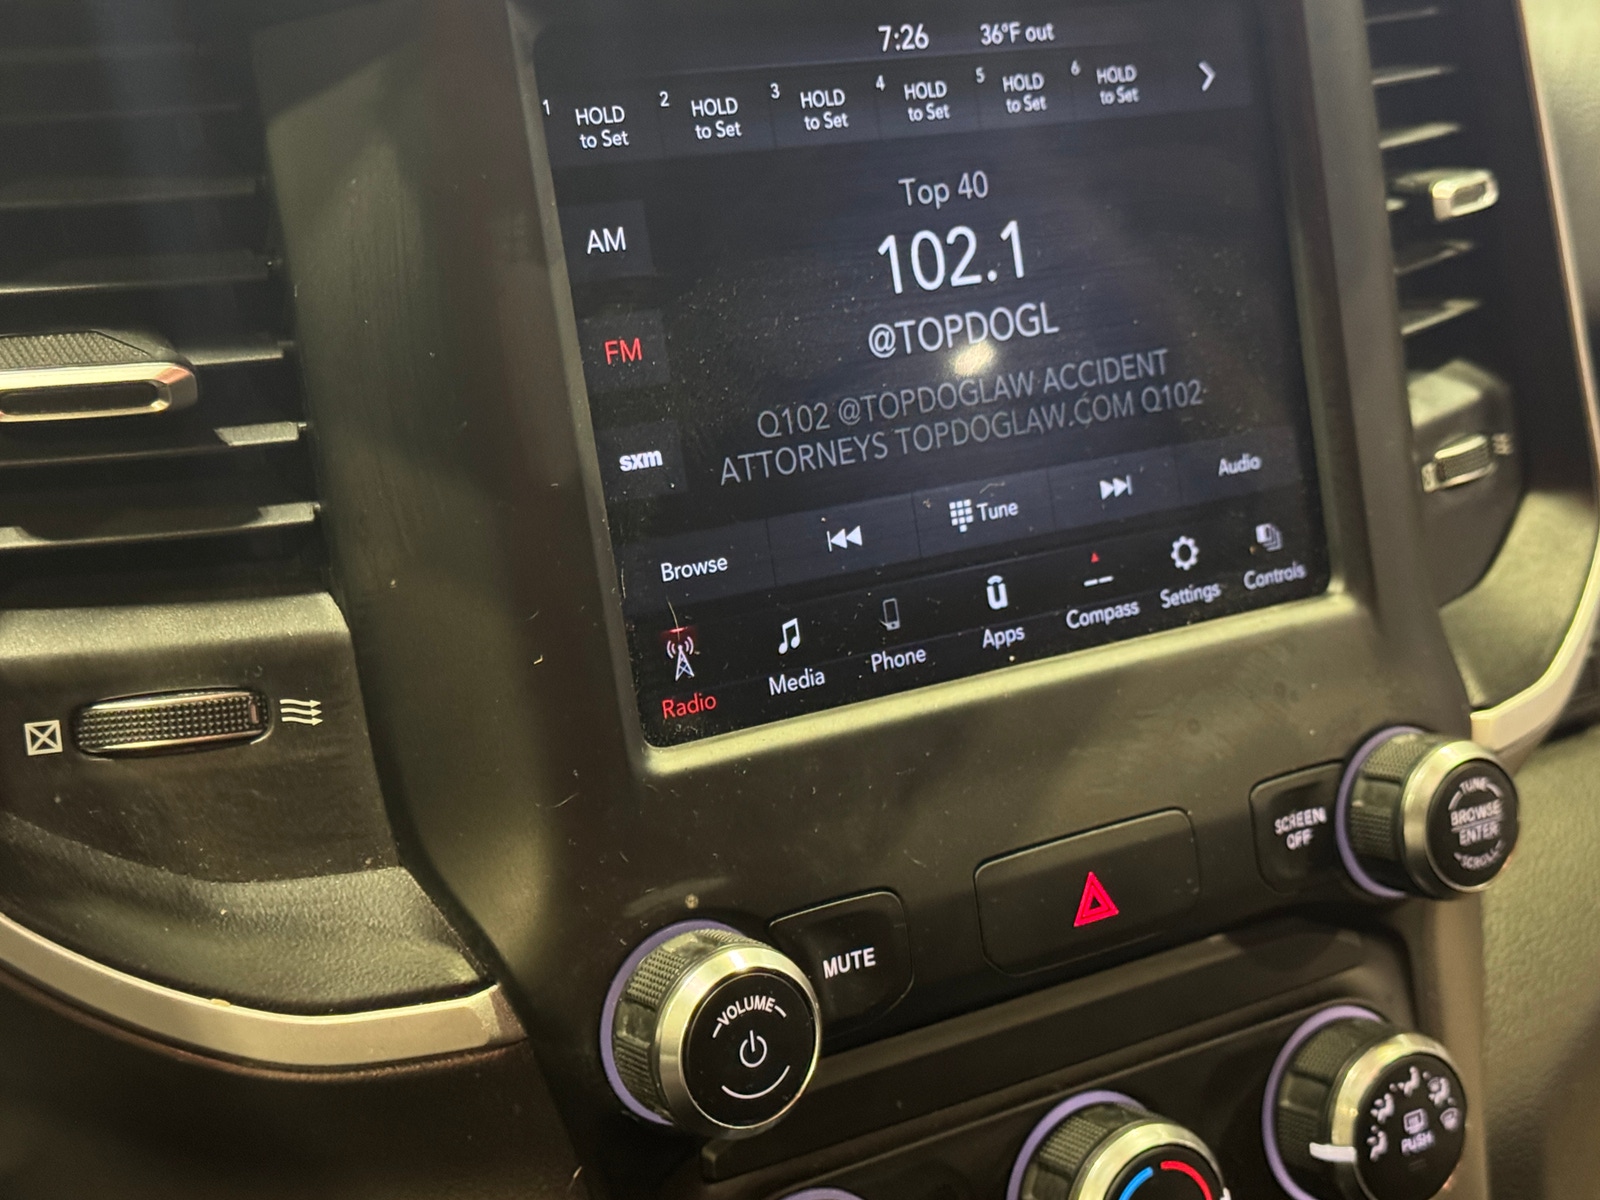 7:26 36°F out
1 HOLD to Set
2 HOLD to Set
3 HOLD to Set
4 HOLD to Set
5 HOLD to Set
6 HOLD to Set
Top 40
AM
102.1
FM
@TOPDOGL
Q102 @TOPDOGLAW ACCIDENT
ATTORNEYS TOPDOGLAW.COM Q102
sxm
Browse
Tune
Audio
Radio
Media
Phone
Apps
Compass
Settings
Controls
SCREEN
OFF
TUNE
BROWSE
ENTER
SCROLL
MUTE
VOLUME
PUSH